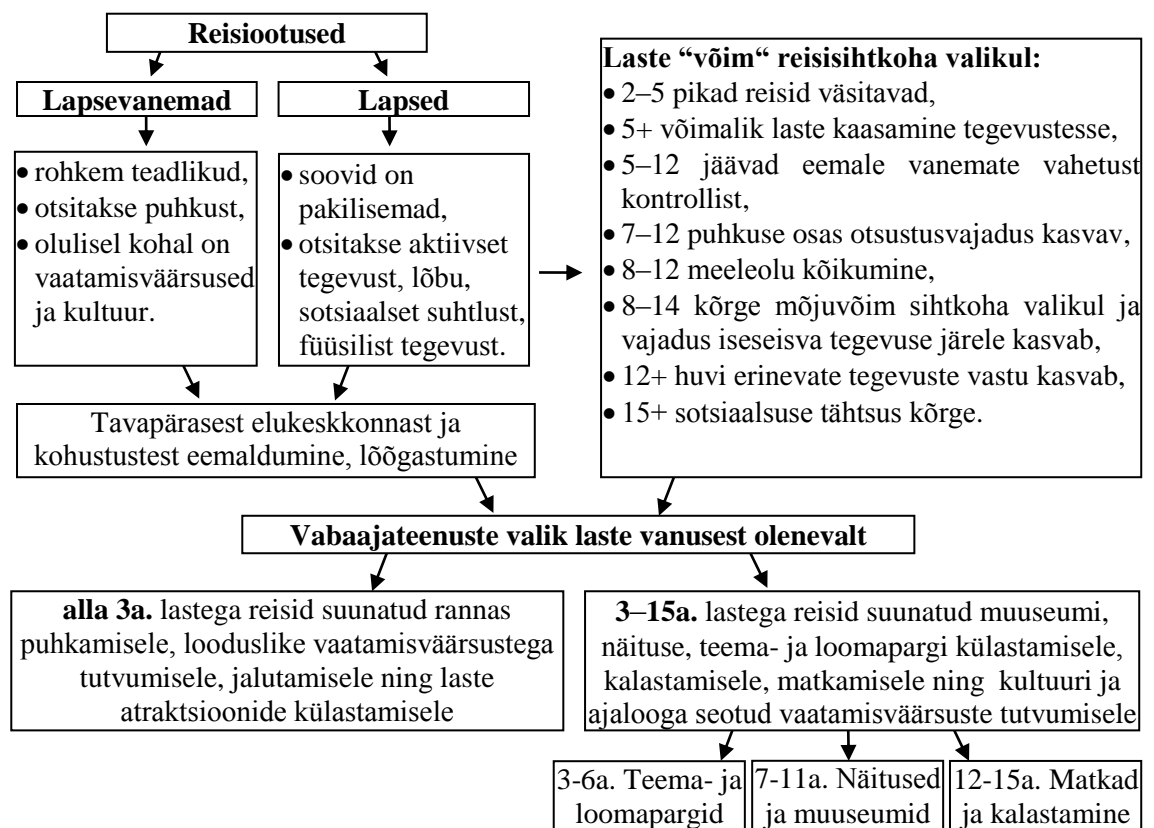 Reisiootused
Lapsevanemad
Lapsed
• rohkem teadlikud,
• otsitakse puhkust,
• olulisel kohal on
vaatamisväärsused
ja kultuur.
• soovid on
pakilisemad,
• otsitakse aktiivset
tegevust, lõbu,
sotsiaalset suhtlust,
füüsilist tegevust.
Laste “võim“ reisisihtkoha valikul:
• 2–5 pikad reisid väsitavad,
• 5+ võimalik laste kaasamine tegevustesse,
• 5–12 jäävad eemale vanemate vahetust
kontrollist,
• 7–12 puhkuse osas otsustusvajadus kasvav,
• 8–12 meeleolu kõikumine,
• 8–14 kõrge mõjuvõim sihtkoha valikul ja
vajadus iseseisva tegevuse järele kasvab,
• 12+ huvi erinevate tegevuste vastu kasvab,
• 15+ sotsiaalsuse tähtsus kõrge.
Tavapärasest elukeskkonnast ja
kohustustest eemaldumine, lõõgastumine
Vabaajateenuste valik laste vanusest olenevalt
alla 3a. lastega reisid suunatud rannas
puhkamisele, looduslike vaatamisväärsustega
tutvumisele, jalutamisele ning laste
atraktsioonide külastamisele
3–15a. lastega reisid suunatud muuseumi,
näituse, teema- ja loomapargi külastamisele,
kalastamisele, matkamisele ning kultuuri ja
ajalooga seotud vaatamisväärsuste tutvumisele
3-6a. Teema- ja
loomapargid
7-11a. Näitused
ja muuseumid
12-15a. Matkad
ja kalastamine